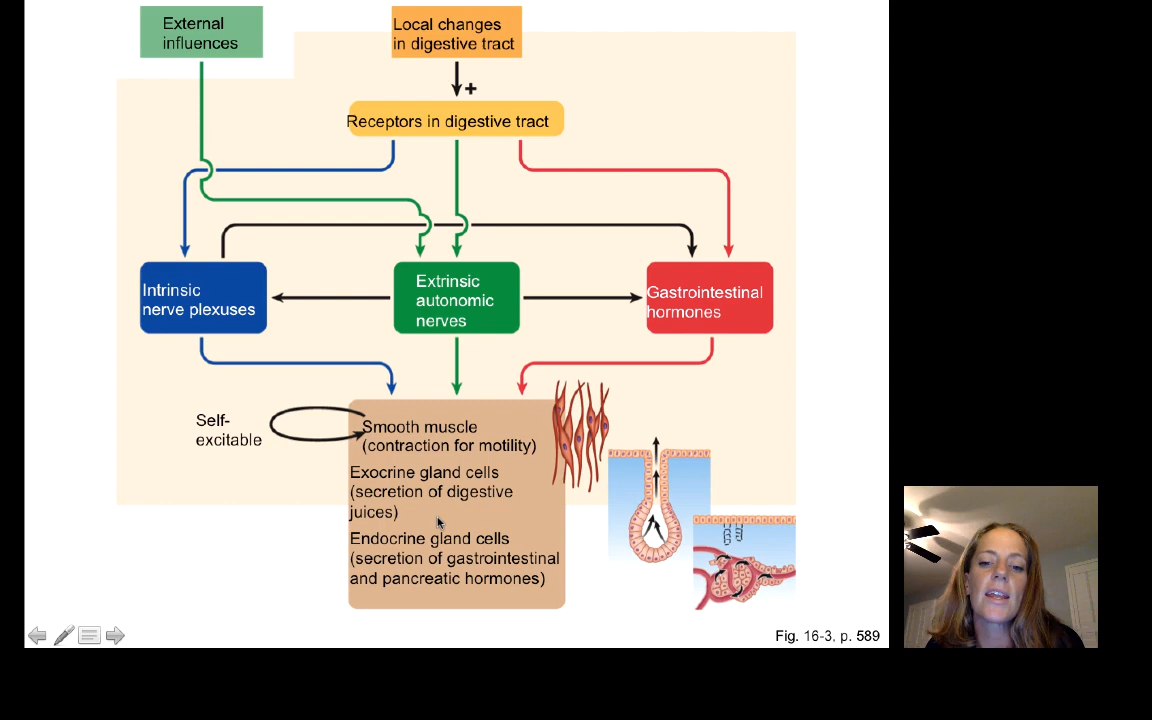 External
influences
Local changes
in digestive tract
+
Receptors in digestive tract
Intrinsic
nerve plexuses
Extrinsic
autonomic
nerves
Gastrointestinal
hormones
Self-
excitable
Smooth muscle
(contraction for motility)
Exocrine gland cells
(secretion of digestive
juices)
Endocrine gland cells
(secretion of gastrointestinal
and pancreatic hormones)
Fig. 16-3, p. 589